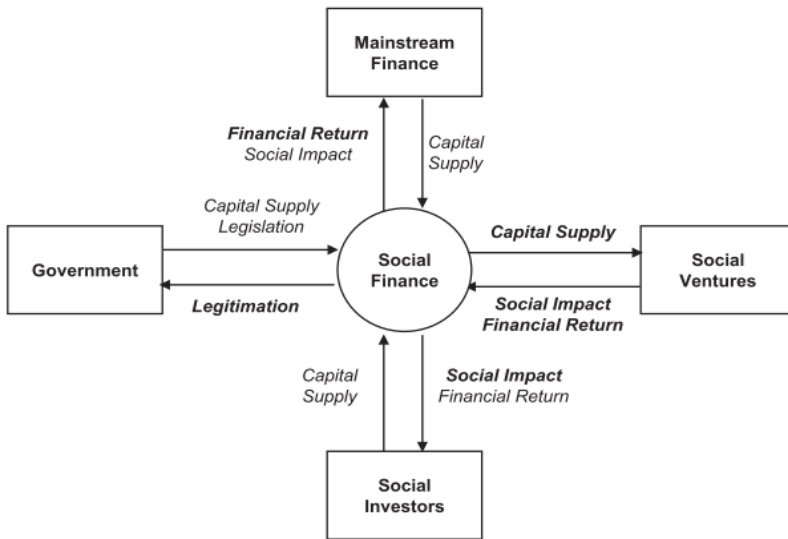 Mainstream
Finance
Financial Return
Social Impact
Capital
Supply
Capital Supply
Legislation
Government
Legitimation
Social
Finance
Capital Supply
Social Impact
Financial Return
Social
Ventures
Capital
Supply
Social Impact
Financial Return
Social
Investors